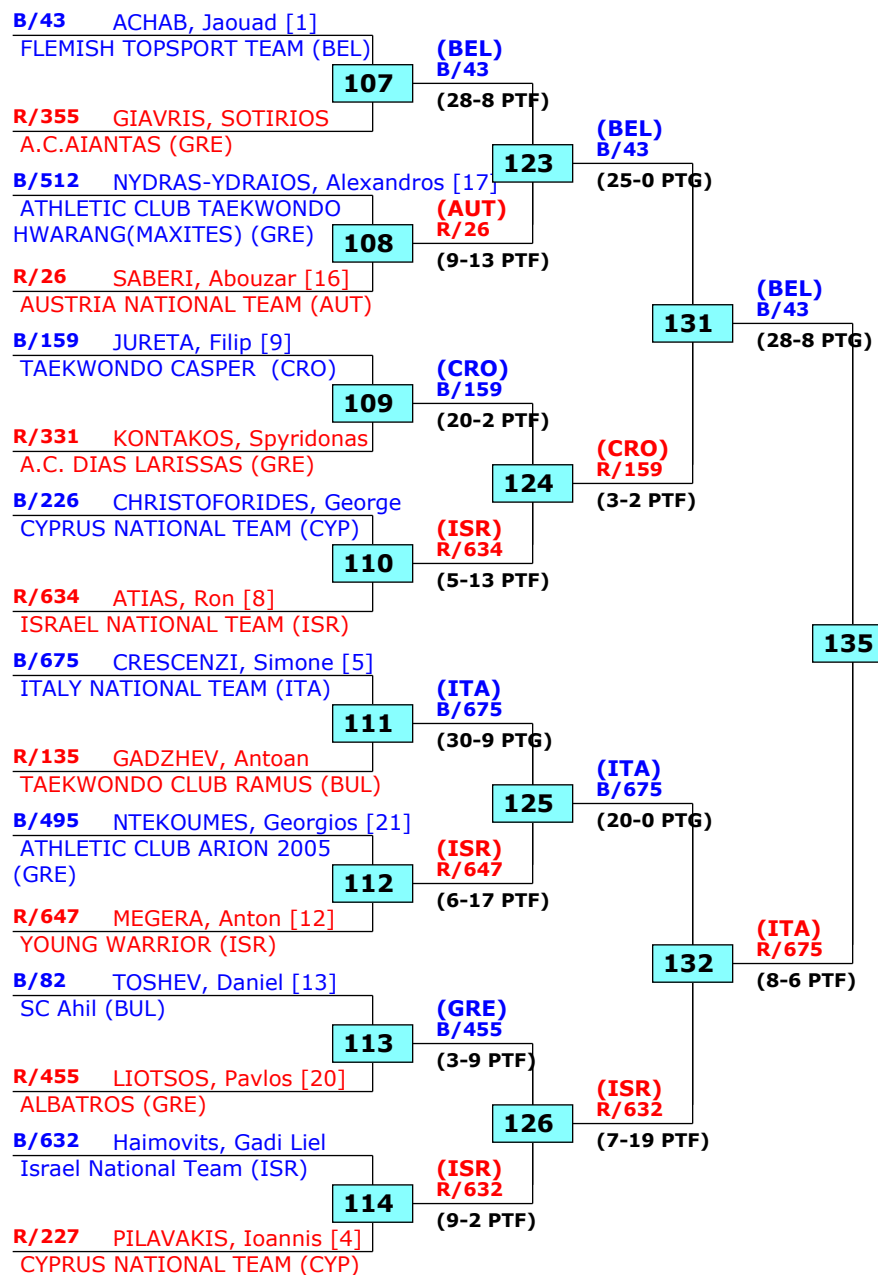 B/43 ACHAB, Jaouad [1]
FLEMISH TOPSPORT TEAM (BEL)
107
R/355 GIAVRIS, SOTIRIOS
A.C.AIANTAS (GRE)
B/512 NYDRAS-YDRAIOS, Alexandros [17]
ATHLETIC CLUB TAEKWONDO
HWARANG(MAXITES) (GRE)
108
R/26 SABERI, Abouzar [16]
AUSTRIA NATIONAL TEAM (AUT)
B/159 JURETA, Filip [9]
TAEKWONDO CASPER (CRO)
109
R/331 KONTAKOS, Spyridonas
A.C. DIAS LARISSAS (GRE)
B/226 CHRISTOFORIDES, George
CYPRUS NATIONAL TEAM (CYP)
110
R/634 ATIAS, Ron [8]
ISRAEL NATIONAL TEAM (ISR)
B/675 CRESCENZI, Simone [5]
ITALY NATIONAL TEAM (ITA)
111
R/135 GADZHEV, Antoan
TAEKWONDO CLUB RAMUS (BUL)
B/495 NTEKOUMES, Georgios [21]
ATHLETIC CLUB ARION 2005
(GRE)
112
R/647 MEGERA, Anton [12]
YOUNG WARRIOR (ISR)
B/82 TOSHEV, Daniel [13]
SC Ahil (BUL)
113
R/455 LIOTSOS, Pavlos [20]
ALBATROS (GRE)
B/632 Haimovits, Gadi Liel
Israel National Team (ISR)
114
R/227 PILAVAKIS, Ioannis [4]
CYPRUS NATIONAL TEAM (CYP)
(BEL)
B/43
(28-8 PTF)
123
(AUT)
R/26
(9-13 PTF)
(CRO)
B/159
(20-2 PTF)
124
(ISR)
R/634
(5-13 PTF)
(ITA)
B/675
(30-9 PTG)
125
(ISR)
R/647
(6-17 PTF)
(GRE)
B/455
(3-9 PTF)
126
(ISR)
R/632
(9-2 PTF)
(BEL)
B/43
(25-0 PTG)
131
(CRO)
R/159
(3-2 PTF)
(ITA)
B/675
(20-0 PTG)
132
(ISR)
R/632
(7-19 PTF)
(BEL)
B/43
(28-8 PTG)
135
(ITA)
R/675
(8-6 PTF)